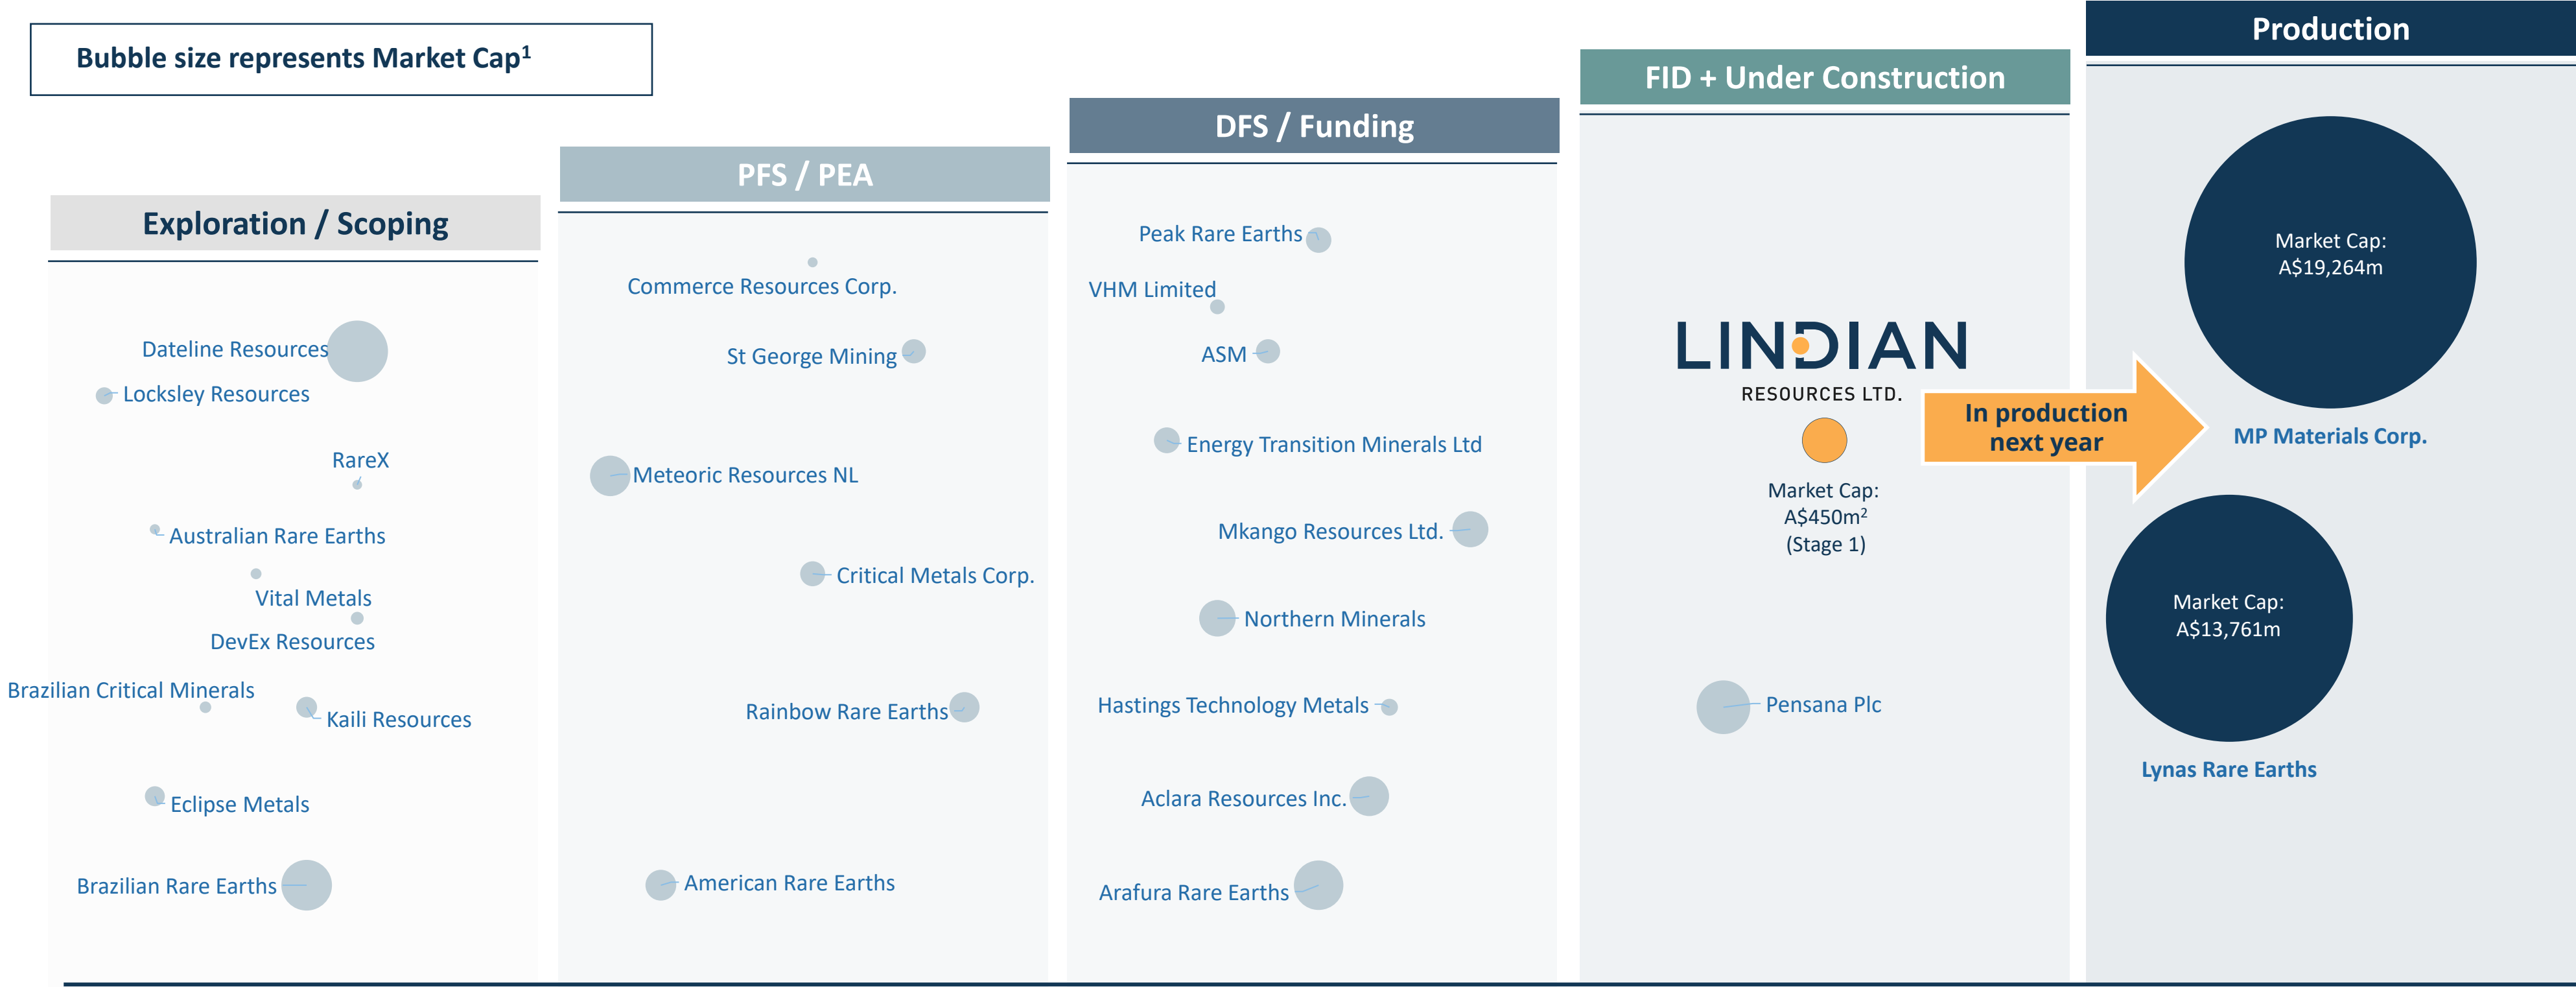 Bubble size represents Market Cap¹
Exploration / Scoping
Dateline Resources
Locksley Resources
RareX
Australian Rare Earths
Vital Metals
DevEx Resources
Brazilian Critical Minerals
Kaili Resources
Eclipse Metals
Brazilian Rare Earths
PFS / PEA
Commerce Resources Corp.
St George Mining
Meteoric Resources NL
Critical Metals Corp.
Rainbow Rare Earths
American Rare Earths
DFS / Funding
Peak Rare Earths
VHM Limited
ASM
Energy Transition Minerals Ltd
Mkango Resources Ltd.
Northern Minerals
Hastings Technology Metals
Aclara Resources Inc.
Arafura Rare Earths
FID + Under Construction
LINDIAN
RESOURCES LTD.
Market Cap:
A$450m²
(Stage 1)
In production
next year
Pensana Plc
Production
Market Cap:
A$19,264m
MP Materials Corp.
Market Cap:
A$13,761m
Lynas Rare Earths